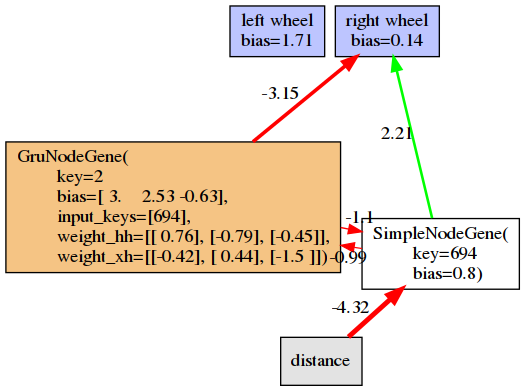 left wheel
bias=1.71
right wheel
bias=0.14
-3.15
2.21
GruNodeGene(
key=2
bias=[ 3.    2.53 -0.63],
input_keys=[694],
weight_hh=[[ 0.76], [-0.79], [-0.45]],
weight_xh=[[-0.42], [ 0.44], [-1.5 ]])
-1.1
-0.99
SimpleNodeGene(
key=694
bias=0.8)
-4.32
distance